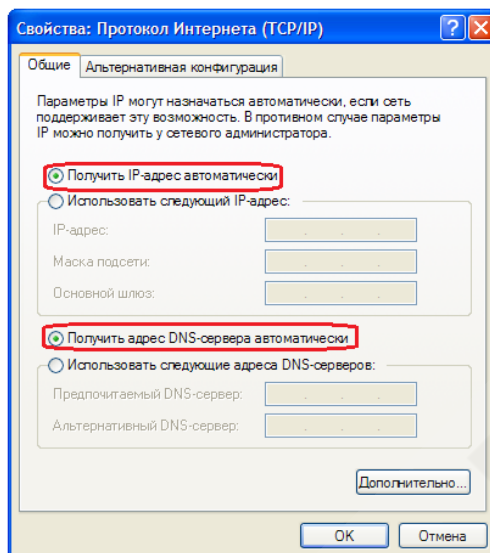 Свойства: Протокол Интернета (TCP/IP)
Общие
Альтернативная конфигурация
Параметры IP могут назначаться автоматически, если сеть
поддерживает эту возможность. В противном случае параметры
IP можно получить у сетевого администратора.
Получить IP-адрес автоматически
Использовать следующий IP-адрес:
IP-адрес:
Маска подсети:
Основной шлюз:
Получить адрес DNS-сервера автоматически
Использовать следующие адреса DNS-серверов:
Предпочитаемый DNS-сервер:
Альтернативный DNS-сервер:
Дополнительно...
OK
Отмена